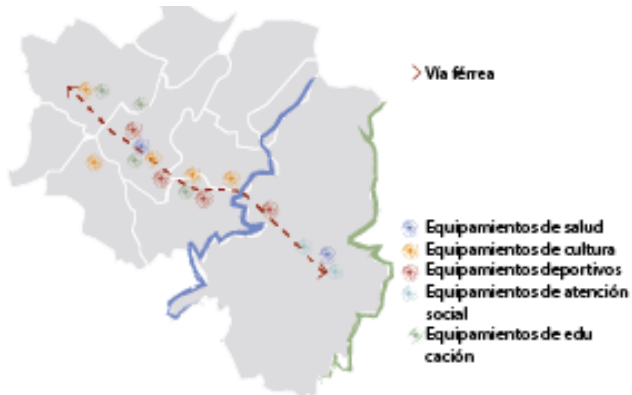 Vía férrea
Equipamientos de salud
Equipamientos de cultura
Equipamientos deportivos
Equipamientos de atención
social
Equipamientos de edu
cación